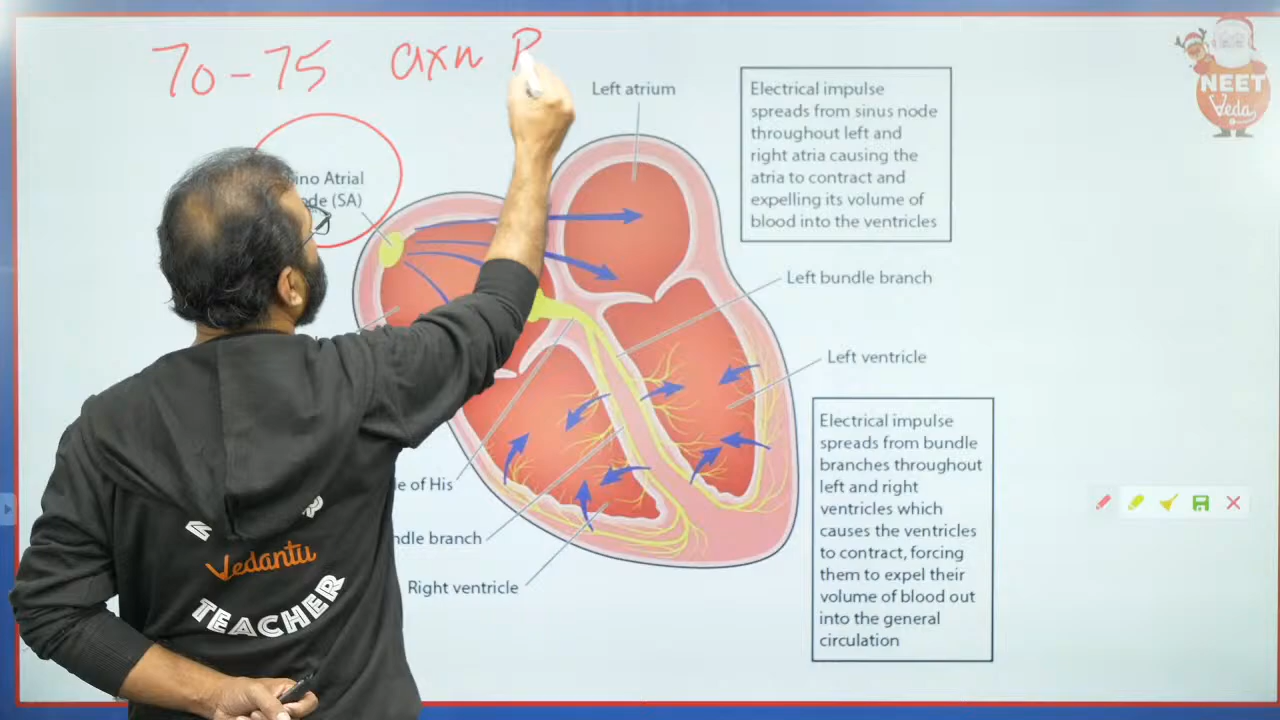 70-75 axn P
Left atrium
Electrical impulse
spreads from sinus node
throughout left and
right atria causing the
atria to contract and
expelling its volume of
blood into the ventricles
NEET
Veda
ino Atrial
ode (SA)
Left bundle branch
Left ventricle
Electrical impulse
spreads from bundle
branches throughout
left and right
ventricles which
causes the ventricles
to contract, forcing
them to expel their
volume of blood out
into the general
circulation
le of His
ndle branch
Right ventricle
Vedantu
TEACHER